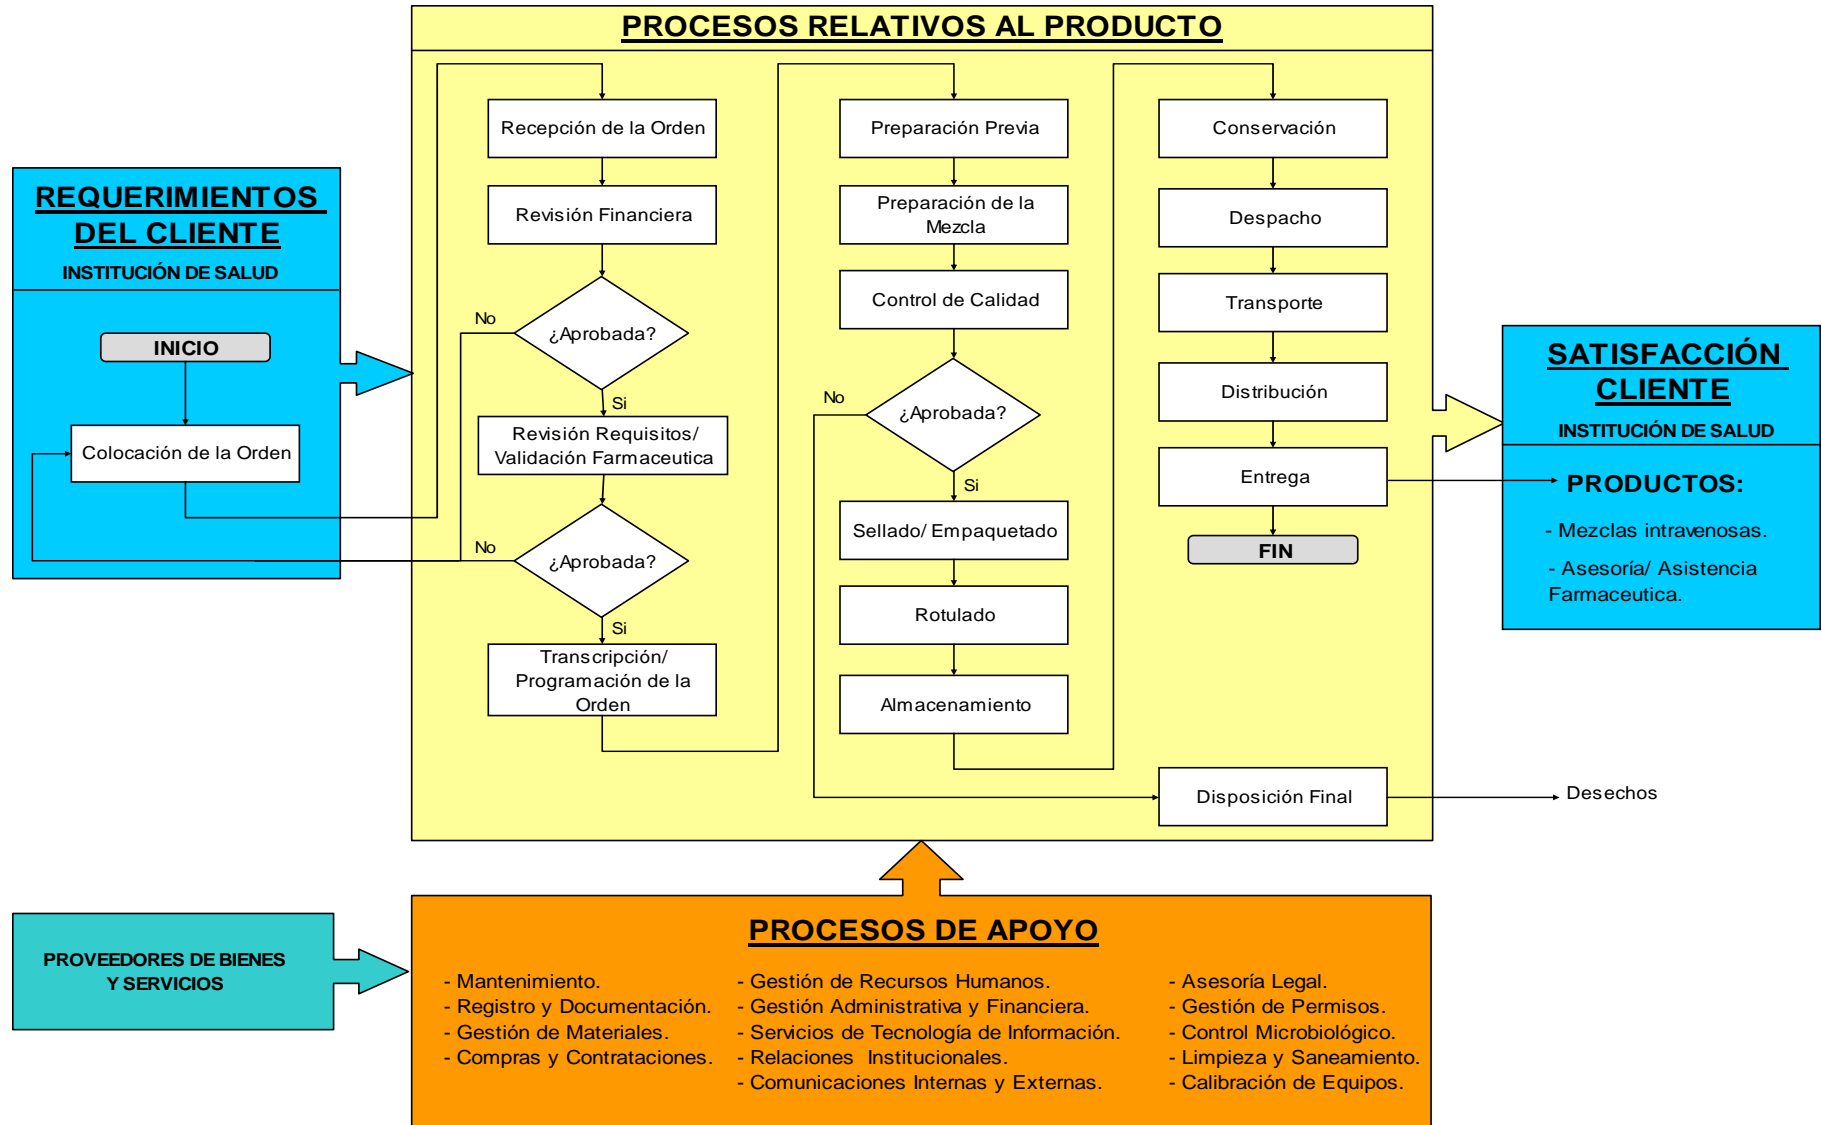 PROCESOS RELATIVOS AL PRODUCTO
REQUERIMIENTOS
DEL CLIENTE
INSTITUCIÓN DE SALUD
INICIO
Colocación de la Orden
Recepción de la Orden
Revisión Financiera
¿Aprobada?
No
Si
Revisión Requisitos/
Validación Farmaceutica
¿Aprobada?
No
Si
Transcripción/
Programación de la
Orden
Preparación Previa
Preparación de la
Mezcla
Control de Calidad
¿Aprobada?
No
Si
Sellado/ Empaquetado
Rotulado
Almacenamiento
Conservación
Despacho
Transporte
Distribución
Entrega
FIN
Disposición Final
Desechos
SATISFACCIÓN
CLIENTE
INSTITUCIÓN DE SALUD
PRODUCTOS:
- Mezclas intravenosas.
- Asesoría/ Asistencia
Farmaceutica.
PROVEEDORES DE BIENES
Y SERVICIOS
PROCESOS DE APOYO
- Mantenimiento.
- Registro y Documentación.
- Gestión de Materiales.
- Compras y Contrataciones.
- Gestión de Recursos Humanos.
- Gestión Administrativa y Financiera.
- Servicios de Tecnología de Información.
- Relaciones Institucionales.
- Comunicaciones Internas y Externas.
- Asesoría Legal.
- Gestión de Permisos.
- Control Microbiológico.
- Limpieza y Saneamiento.
- Calibración de Equipos.